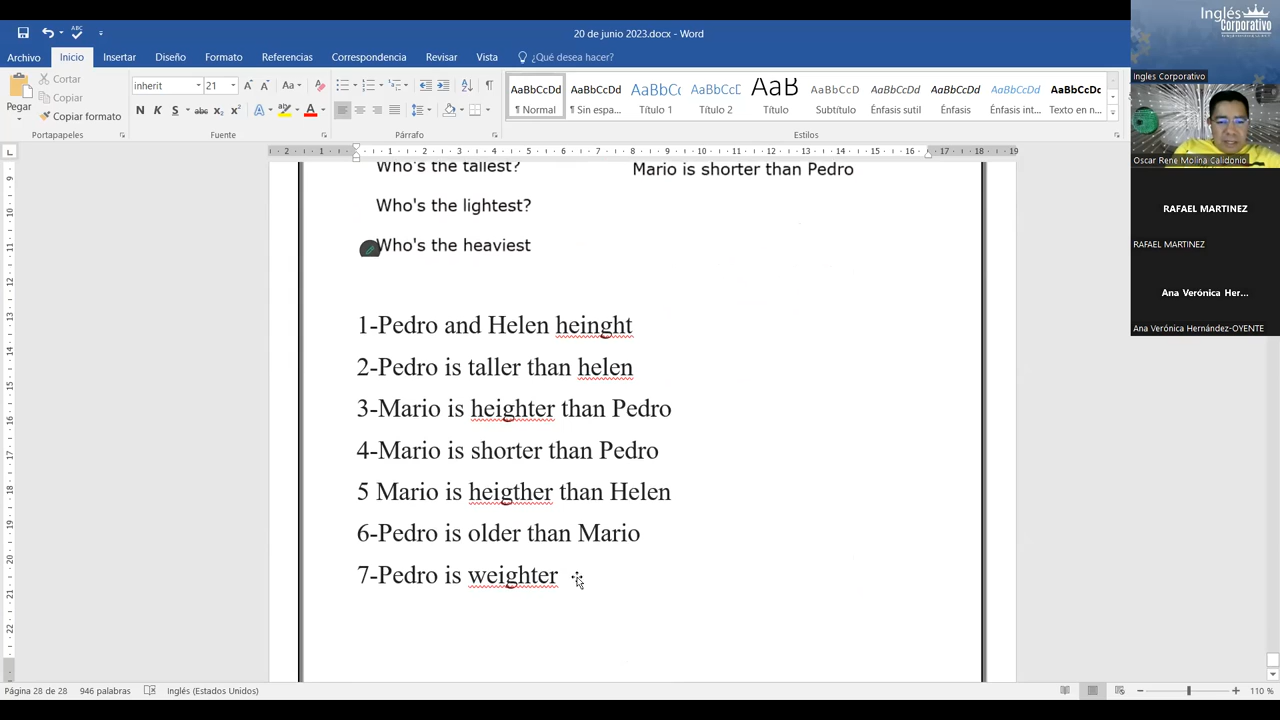 20 de junio 2023.docx - Word
Archivo Inicio Insertar Diseño Formato Referencias Correspondencia Revisar Vista ¿Qué desea hacer?
Pegar
Cortar
Copiar
Copiar formato
Portapapeles
inherit 21
N K S
Fuente
Párrafo
AaBbCcDd AaBbCcDd AaBbCc AaBbCcD AaB AaBbCcD AaBbCcDd AaBbCcDd AaBbCcDd AaBbCcDc
¶ Normal ¶ Sin espa... Título 1 Título 2 Título Subtítulo Énfasis sutil Énfasis Énfasis int... Texto en n...
Estilos
Who's the tallest?
Mario is shorter than Pedro
Who's the lightest?
Who's the heaviest
1-Pedro and Helen heinght
2-Pedro is taller than helen
3-Mario is heighter than Pedro
4-Mario is shorter than Pedro
5 Mario is heigther than Helen
6-Pedro is older than Mario
7-Pedro is weighter
Inglés
Corporativo
Ingles Corporativo
Oscar Rene Molina Calidonio
RAFAEL MARTINEZ
RAFAEL MARTINEZ
Ana Verónica Her...
Ana Verónica Hernández-OYENTE
Página 28 de 28 946 palabras Inglés (Estados Unidos) 110 %